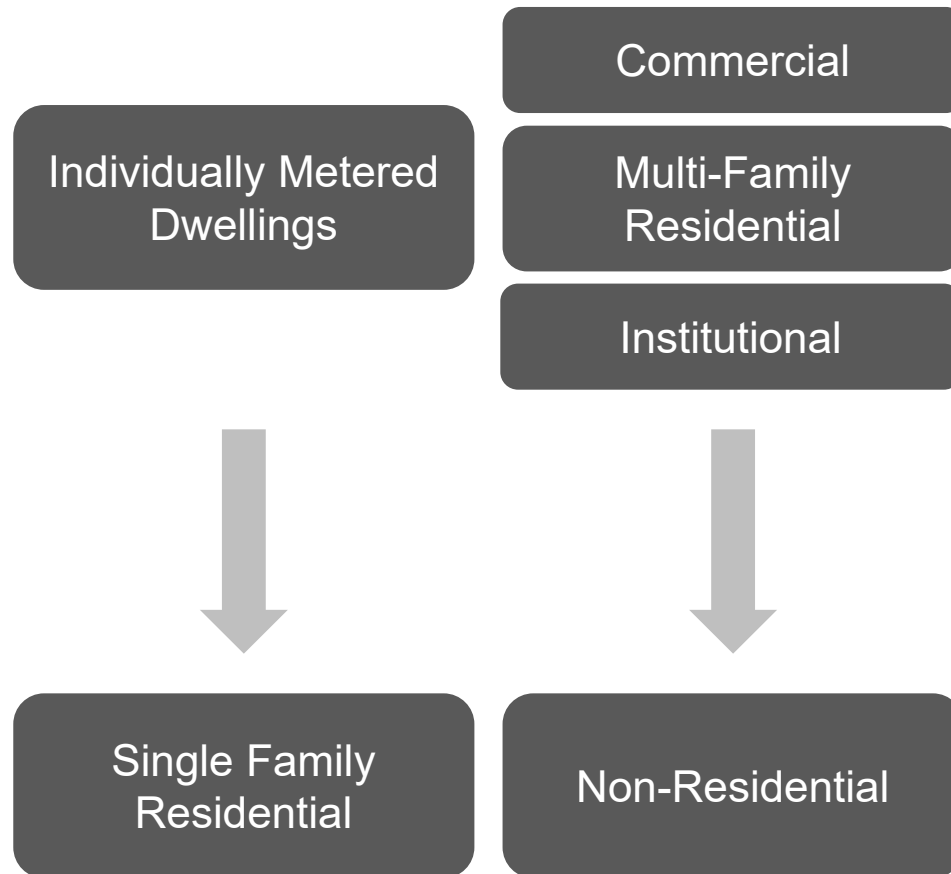 Individually Metered
Dwellings
Commercial
Multi-Family
Residential
Institutional
Single Family
Residential
Non-Residential